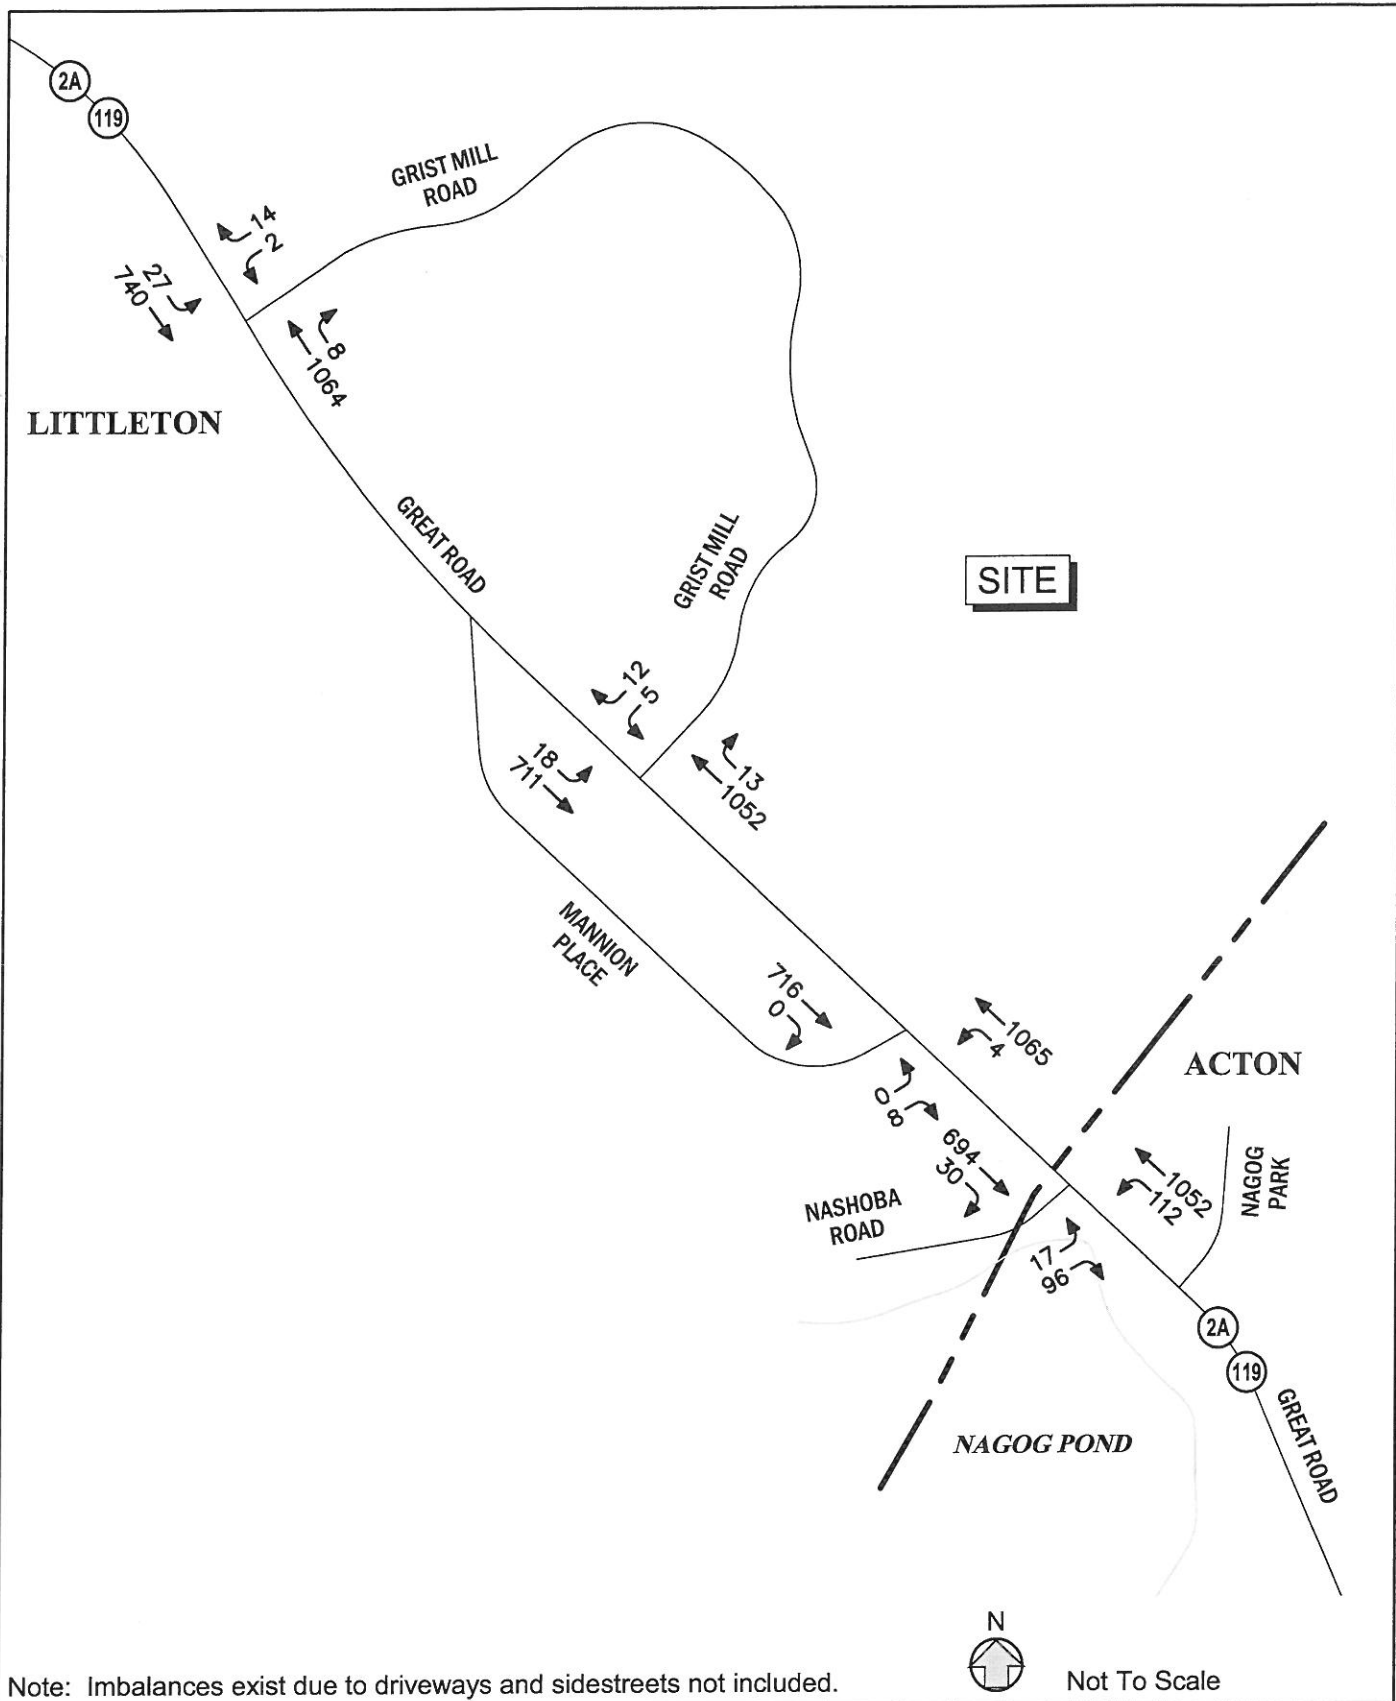 2A
119
GRIST MILL
ROAD
14
2
27
740
8
1064
LITTLETON
GREAT ROAD
GRIST MILL
ROAD
SITE
12
5
18
711
13
1052
MANNION
PLACE
716
0
1065
4
ACTON
0
8
694
30
1052
112
NAGOG
PARK
NASHOBA
ROAD
17
96
2A
119
GREAT ROAD
NAGOG POND
N
Note: Imbalances exist due to driveways and sidestreets not included.
Not To Scale